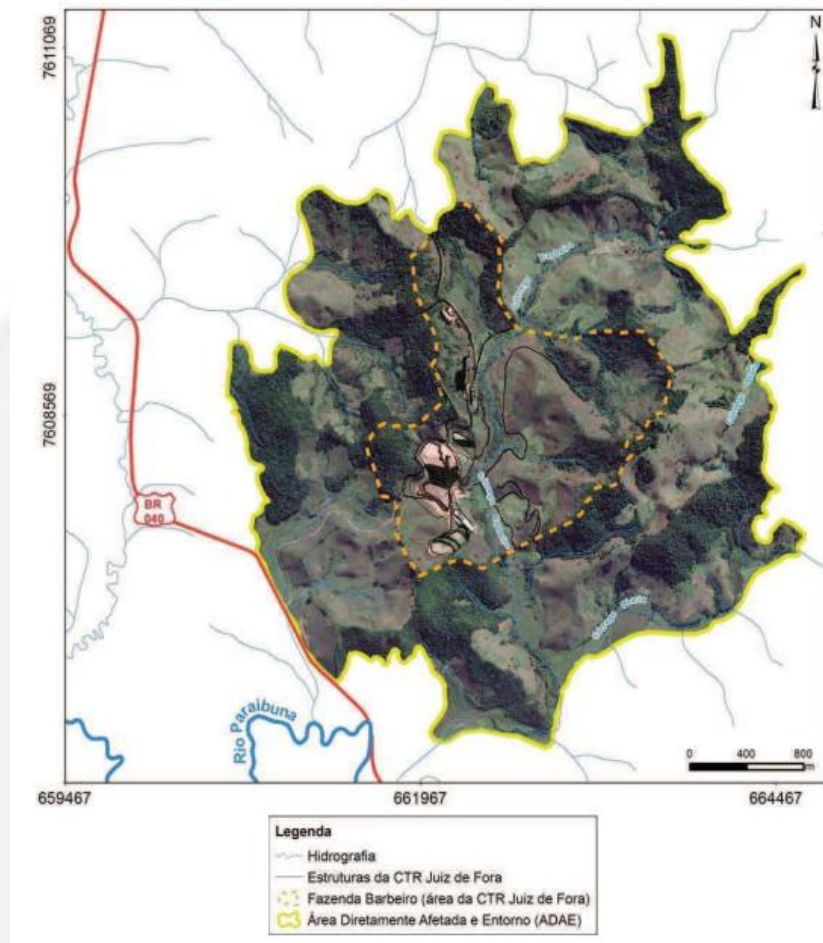 7611069
N
7608569
BR
040
Rio Paraibuna
0 400 800
m
659467
661967
664467
Legenda
Hidrografia
Estruturas da CTR Juiz de Fora
Fazenda Barbeiro (área da CTR Juiz de Fora)
Área Diretamente Afetada e Entorno (ADAE)